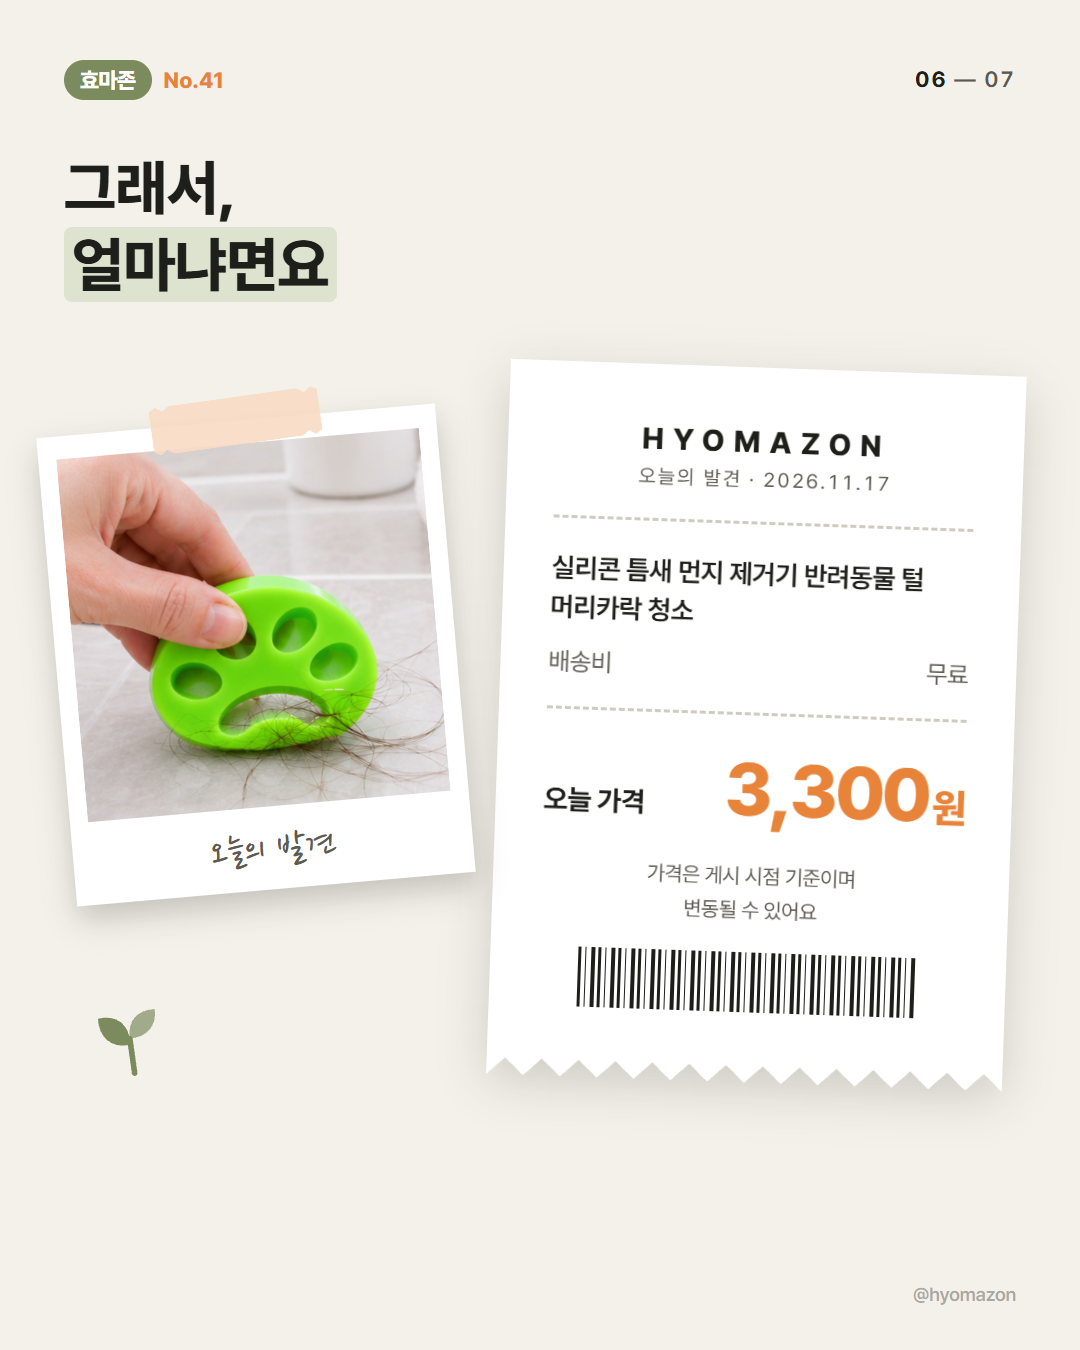 효마존 No.41
06 — 07
그래서,
얼마냐면요
HYOMAZON
오늘의 발견 · 2026.11.17
실리콘 틈새 먼지 제거기 반려동물 털
머리카락 청소
배송비 무료
오늘 가격 3,300원
가격은 게시 시점 기준이며
변동될 수 있어요
오늘의 발견
@hyomazon